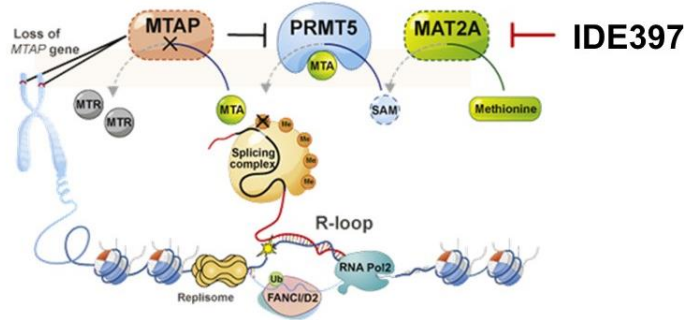 Loss of
MTAP gene
MTAP
PRMT5
MAT2A
IDE397
MTA
MTR
MTR
MTA
SAM
Methionine
Me
Me
Me
Me
Splicing
complex
R-loop
RNA Pol2
Ub
FANCI/D2
Replisome